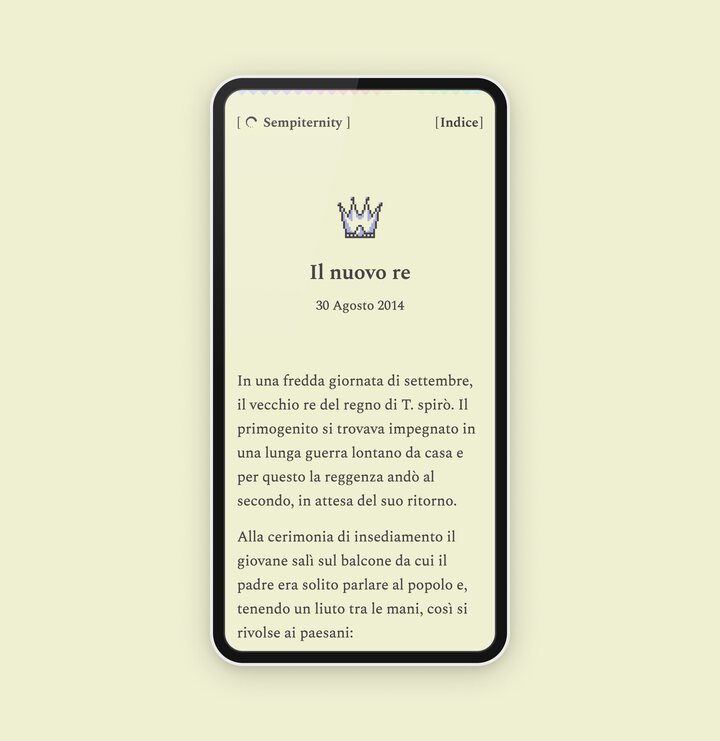 [ Sempiternity ]
[Indice]
Il nuovo re
30 Agosto 2014
In una fredda giornata di settembre,
il vecchio re del regno di T. spirò. Il
primogenito si trovava impegnato in
una lunga guerra lontano da casa e
per questo la reggenza andò al
secondo, in attesa del suo ritorno.
Alla cerimonia di insediamento il
giovane salì sul balcone da cui il
padre era solito parlare al popolo e,
tenendo un liuto tra le mani, così si
rivolse ai paesani: